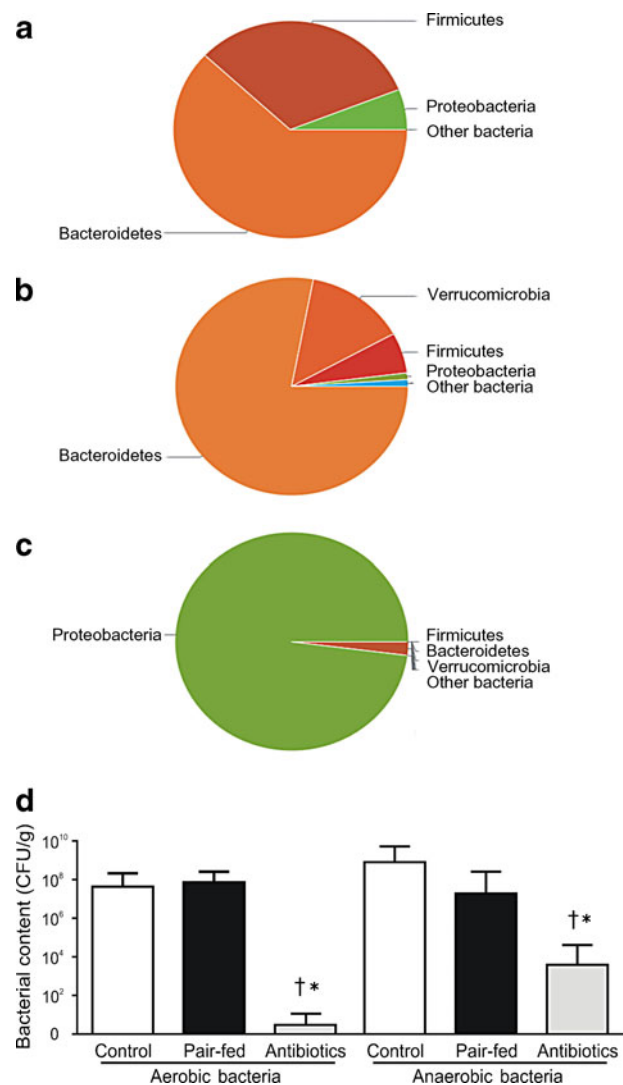 a
Firmicutes
Proteobacteria
Other bacteria
Bacteroidetes
b
Verrucomicrobia
Firmicutes
Proteobacteria
Other bacteria
Bacteroidetes
c
Proteobacteria
Firmicutes
Bacteroidetes
Verrucomicrobia
Other bacteria
d
Bacterial content (CFU/g)
10¹⁰
10⁸
10⁶
10⁴
10²
0
†*
†*
Control Pair-fed Antibiotics Control Pair-fed Antibiotics
Aerobic bacteria Anaerobic bacteria